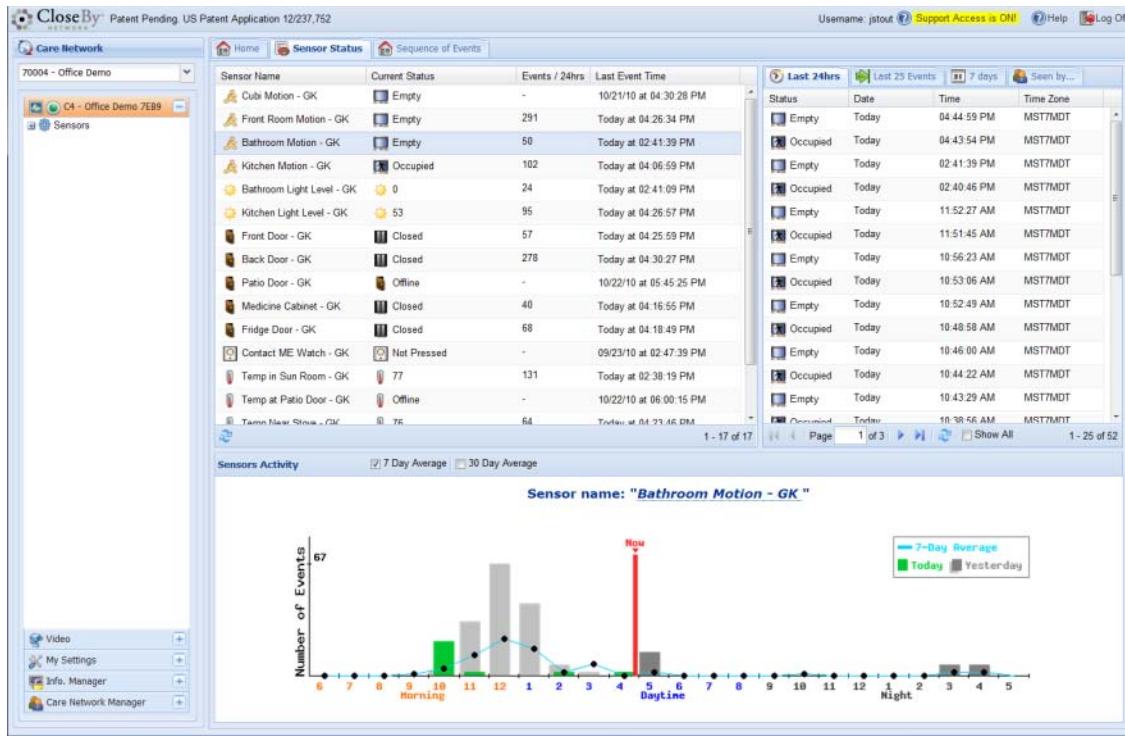 CloseBy Patent Pending. US Patent Application 12/237,752 Username: jstout Support Access is ON! Help Log Of
NETWORK
Care Network
70004 - Office Demo
C4 - Office Demo 7EB9
Sensors
Video
My Settings
Info. Manager
Care Network Manager
Home Sensor Status Sequence of Events
Sensor Name Current Status Events / 24hrs Last Event Time
Cubi Motion - GK Empty - 10/21/10 at 04:30:28 PM
Front Room Motion - GK Empty 291 Today at 04:26:34 PM
Bathroom Motion - GK Empty 50 Today at 02:41:39 PM
Kitchen Motion - GK Occupied 102 Today at 04:06:59 PM
Bathroom Light Level - GK 0 24 Today at 02:41:09 PM
Kitchen Light Level - GK 53 95 Today at 04:26:57 PM
Front Door - GK Closed 57 Today at 04:25:59 PM
Back Door - GK Closed 278 Today at 04:30:27 PM
Patio Door - GK Offline - 10/22/10 at 05:45:25 PM
Medicine Cabinet - GK Closed 40 Today at 04:16:55 PM
Fridge Door - GK Closed 68 Today at 04:18:49 PM
Contact ME Watch - GK Not Pressed - 09/23/10 at 02:47:39 PM
Temp in Sun Room - GK 77 131 Today at 02:38:19 PM
Temp at Patio Door - GK Offline - 10/22/10 at 06:00:15 PM
Temp Near Stove - GK 76 64 Today at 04:23:46 PM
1 - 17 of 17
Last 24hrs Last 25 Events 7 days Seen by...
Status Date Time Time Zone
Empty Today 04:44:59 PM MST7MDT
Occupied Today 04:43:54 PM MST7MDT
Empty Today 02:41:39 PM MST7MDT
Occupied Today 02:40:46 PM MST7MDT
Empty Today 11:52:27 AM MST7MDT
Occupied Today 11:51:45 AM MST7MDT
Empty Today 10:56:23 AM MST7MDT
Occupied Today 10:53:06 AM MST7MDT
Empty Today 10:52:49 AM MST7MDT
Occupied Today 10:48:58 AM MST7MDT
Empty Today 10:46:00 AM MST7MDT
Occupied Today 10:44:22 AM MST7MDT
Empty Today 10:43:29 AM MST7MDT
Occupied Today 10:38:56 AM MST7MDT
Page 1 of 3 Show All 1 - 25 of 52
Sensors Activity 7 Day Average 30 Day Average
Sensor name: "Bathroom Motion - GK "
Number of Events
67
Now
7-Day Average
Today Yesterday
6 7 8 9 10 11 12 1 2 3 4 5 6 7 8 9 10 11 12 1 2 3 4 5
Morning Daytime Night